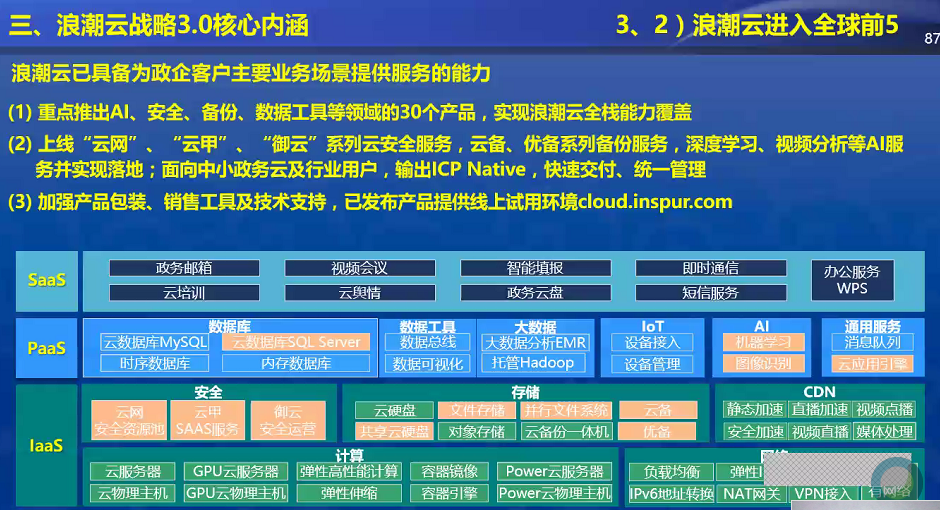 三、浪潮云战略3.0核心内涵
3、2）浪潮云进入全球前5
87
浪潮云已具备为政企客户主要业务场景提供服务的能力
(1) 重点推出AI、安全、备份、数据工具等领域的30个产品，实现浪潮云全栈能力覆盖
(2) 上线“云网”、“云甲”、“御云”系列云安全服务，云备、优备系列备份服务，深度学习、视频分析等AI服
务并实现落地；面向中小政务云及行业用户，输出ICP Native，快速交付、统一管理
(3) 加强产品包装、销售工具及技术支持，已发布产品提供线上试用环境cloud.inspur.com
SaaS
政务邮箱 视频会议 智能填报 即时通信
云培训 云舆情 政务云盘 短信服务
办公服务
WPS
PaaS
数据库
云数据库MySQL 云数据库SQL Server
时序数据库 内存数据库
数据工具
数据总线
数据可视化
大数据
大数据分析EMR
托管Hadoop
IoT
设备接入
设备管理
AI
机器学习
图像识别
通用服务
消息队列
云应用引擎
IaaS
安全
云网
安全资源池
云甲
SAAS服务
御云
安全运营
存储
云硬盘 文件存储 并行文件系统 云备
共享云硬盘 对象存储 云备份一体机 优备
CDN
静态加速 直播加速 视频点播
安全加速 视频直播 媒体处理
计算
云服务器 GPU云服务器 弹性高性能计算 容器镜像 Power云服务器
云物理主机 GPU云物理主机 弹性伸缩 容器引擎 Power云物理主机
负载均衡 弹性
IPv6地址转换 NAT网关 VPN接入 有网络